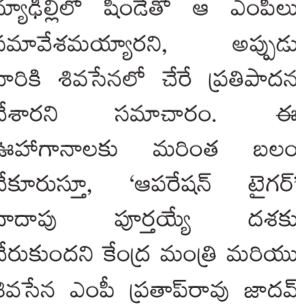 న్యూఢిల్లీలో షిండేతో ఆ ఎంపీలు
సమావేశమయ్యారని, అప్పుడు
వారికి శివసేనలో చేరే ప్రతిపాదన
చేశారని సమాచారం. ఈ
ఊహాగానాలకు మరింత బలం
చేకూరుస్తూ, ‘ఆపరేషన్ టైగర్’
దాదాపు పూర్తయ్యే దశకు
చేరుకుందని కేంద్ర మంత్రి మరియు
శివసేన ఎంపీ ప్రతాప్‌రావు జాదవ్